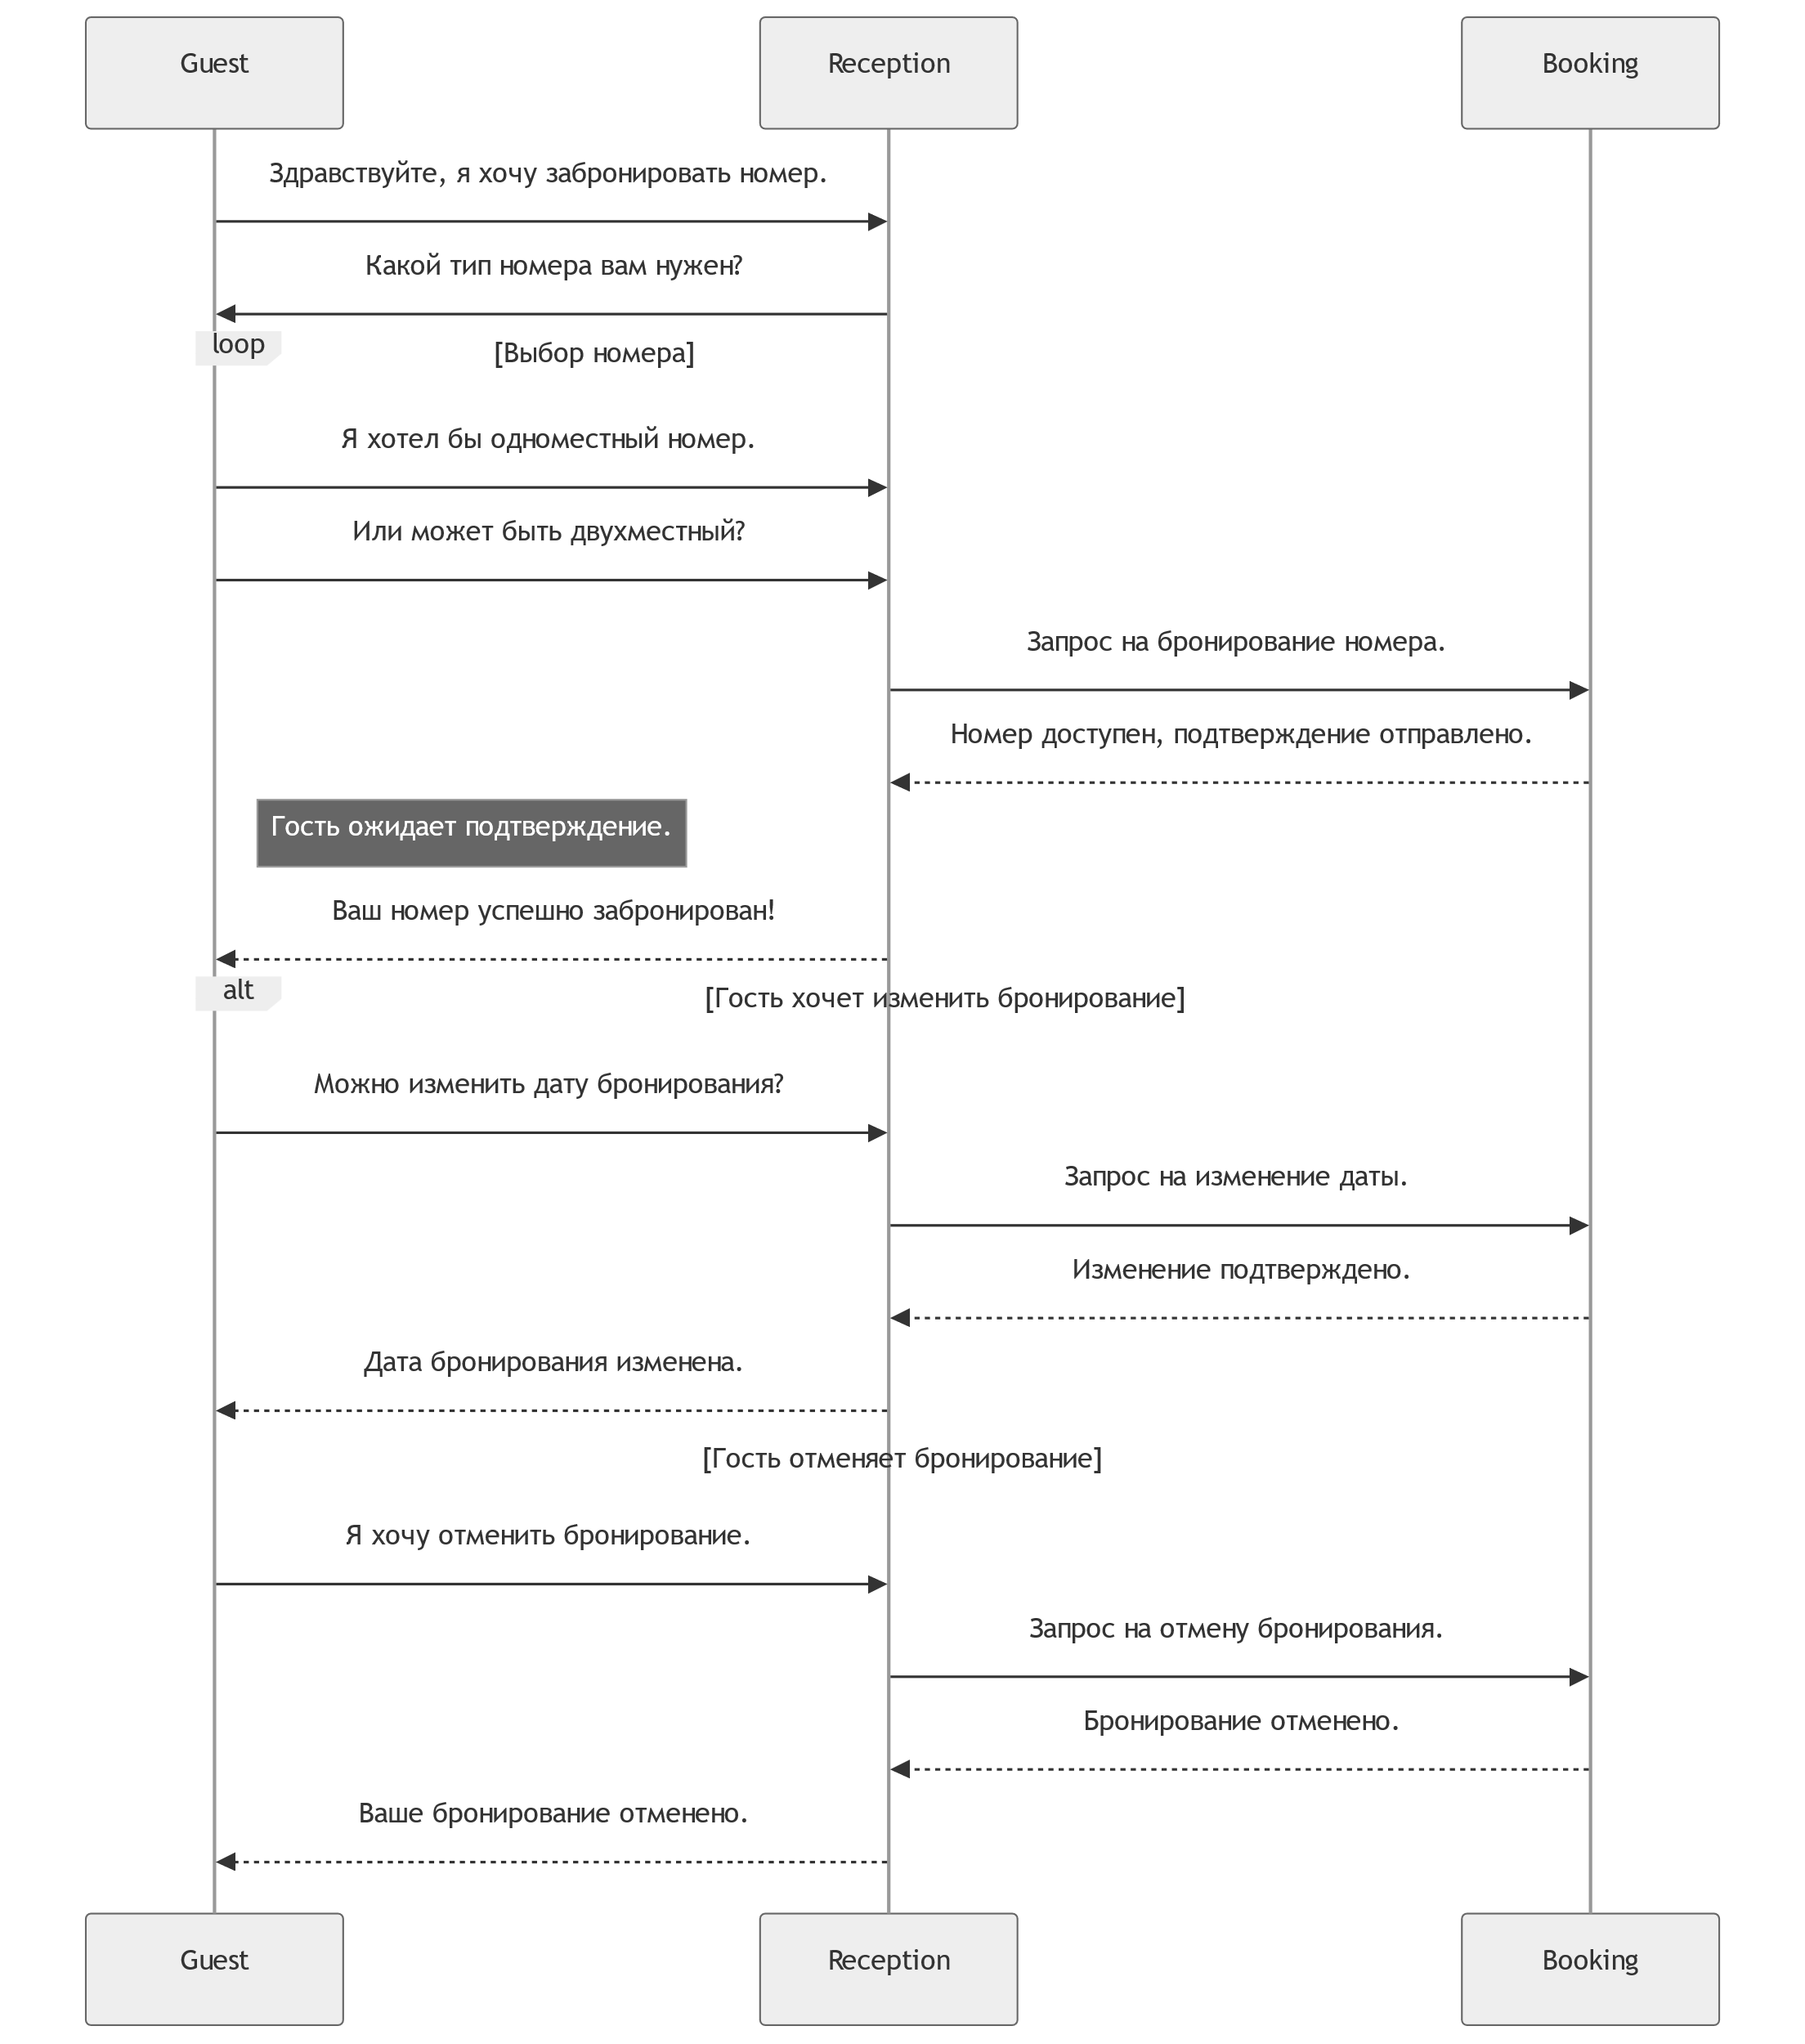 Guest
Reception
Booking
Здравствуйте, я хочу забронировать номер.
Какой тип номера вам нужен?
loop
[Выбор номера]
Я хотел бы одноместный номер.
Или может быть двухместный?
Запрос на бронирование номера.
Номер доступен, подтверждение отправлено.
Гость ожидает подтверждение.
Ваш номер успешно забронирован!
alt
[Гость хочет изменить бронирование]
Можно изменить дату бронирования?
Запрос на изменение даты.
Изменение подтверждено.
Дата бронирования изменена.
[Гость отменяет бронирование]
Я хочу отменить бронирование.
Запрос на отмену бронирования.
Бронирование отменено.
Ваше бронирование отменено.
Guest
Reception
Booking